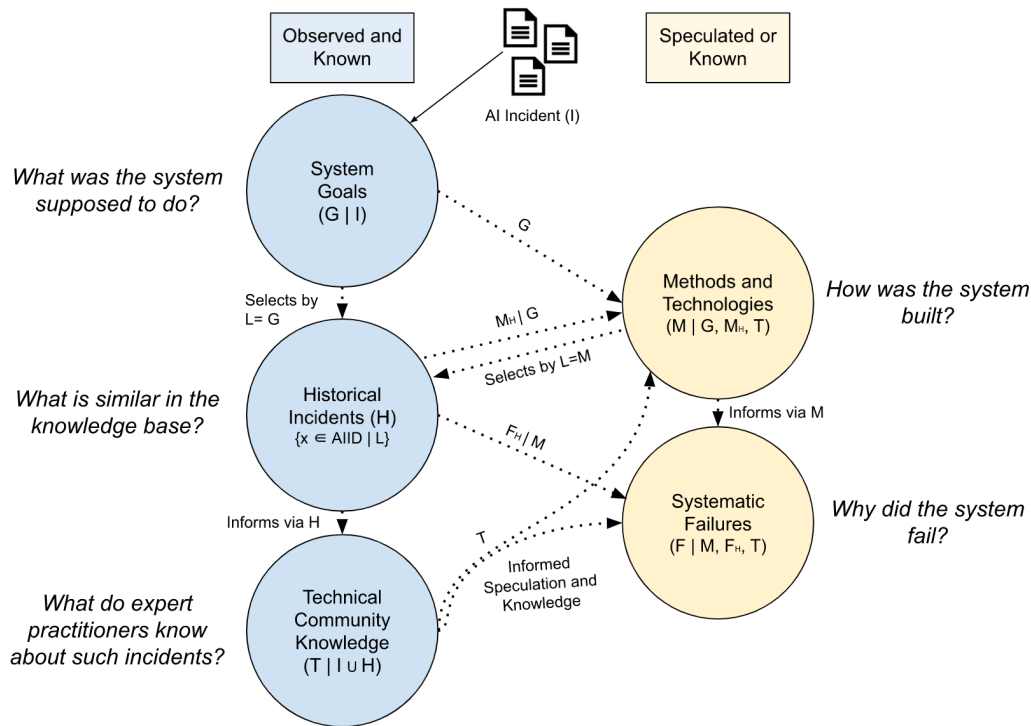 Observed and
Known
Speculated or
Known
AI Incident (I)
What was the system
supposed to do?
System
Goals
(G | I)
G
Selects by
L= G
Methods and
Technologies
(M | G, Mₕ, T)
How was the system
built?
Mₕ | G
Selects by L=M
What is similar in the
knowledge base?
Historical
Incidents (H)
{x ∈ AIID | L}
Informs via M
Fₕ | M
Informs via H
Systematic
Failures
(F | M, Fₕ, T)
Why did the system
fail?
T
Informed
Speculation and
Knowledge
What do expert
practitioners know
about such incidents?
Technical
Community
Knowledge
(T | I ∪ H)